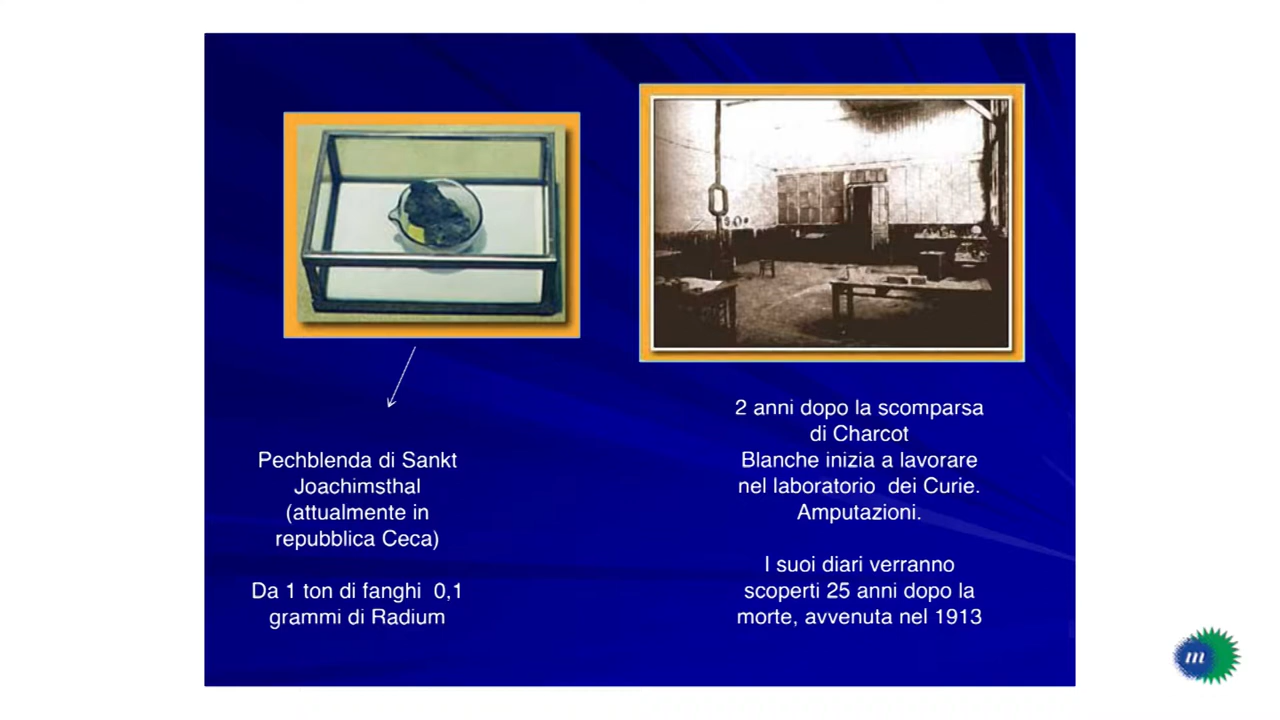 Pechblenda di Sankt
Joachimsthal
(attualmente in
repubblica Ceca)
Da 1 ton di fanghi 0,1
grammi di Radium
2 anni dopo la scomparsa
di Charcot
Blanche inizia a lavorare
nel laboratorio dei Curie.
Amputazioni.
I suoi diari verranno
scoperti 25 anni dopo la
morte, avvenuta nel 1913
m